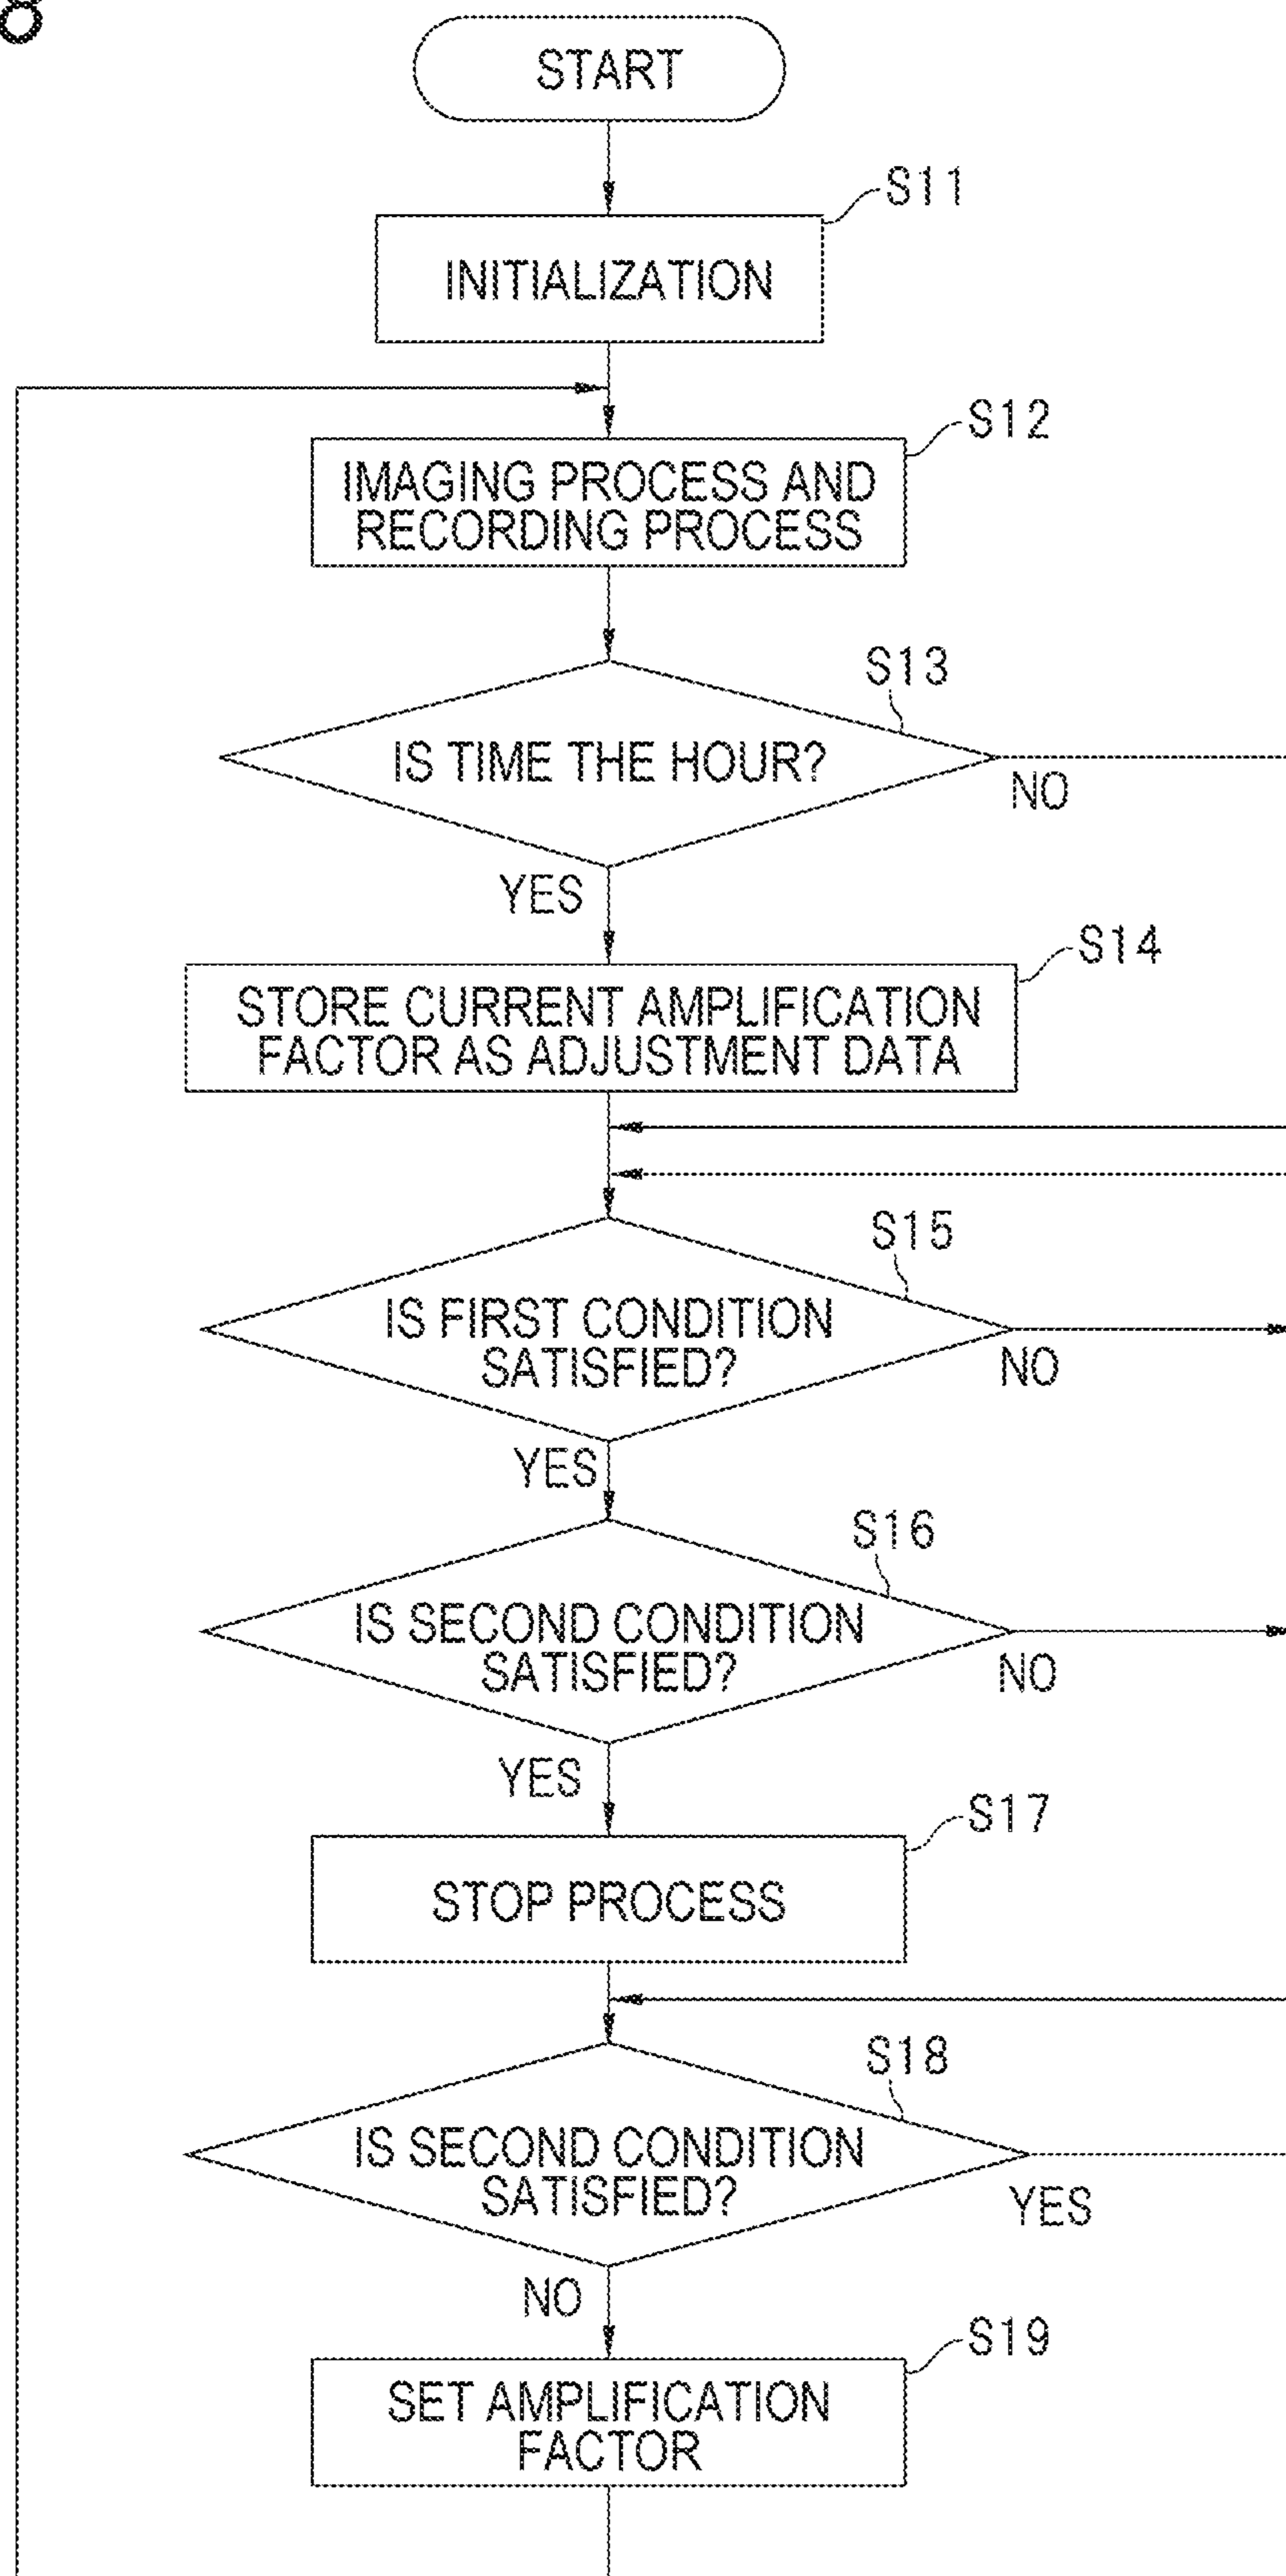 START
S11
INITIALIZATION
S12
IMAGING PROCESS AND
RECORDING PROCESS
S13
IS TIME THE HOUR?
NO
YES
S14
STORE CURRENT AMPLIFICATION
FACTOR AS ADJUSTMENT DATA
S15
IS FIRST CONDITION
SATISFIED?
NO
YES
S16
IS SECOND CONDITION
SATISFIED?
NO
YES
S17
STOP PROCESS
S18
IS SECOND CONDITION
SATISFIED?
YES
NO
S19
SET AMPLIFICATION
FACTOR